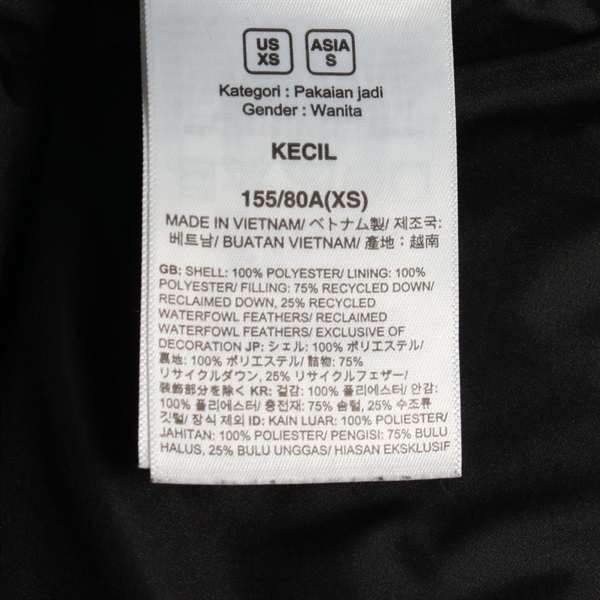 US
XS
ASIA
S
Kategori : Pakaian jadi
Gender : Wanita
KECIL
155/80A(XS)
MADE IN VIETNAM/ ベトナム製/ 제조국:
베트남/ BUATAN VIETNAM/ 產地：越南
GB: SHELL: 100% POLYESTER/ LINING: 100%
POLYESTER/ FILLING: 75% RECYCLED DOWN/
RECLAIMED DOWN, 25% RECYCLED
WATERFOWL FEATHERS/ RECLAIMED
WATERFOWL FEATHERS/ EXCLUSIVE OF
DECORATION JP: シェル: 100% ポリエステル/
裏地: 100% ポリエステル/ 詰物: 75%
リサイクルダウン, 25% リサイクルフェザー/
装飾部分を除く KR: 겉감: 100% 폴리에스터/ 안감:
100% 폴리에스터/ 충전재: 75% 솜털, 25% 수조류
깃털/ 장식 제외 ID: KAIN LUAR: 100% POLIESTER/
JAHITAN: 100% POLIESTER/ PENGISI: 75% BULU
HALUS, 25% BULU UNGGAS/ HIASAN EKSKLUSIF